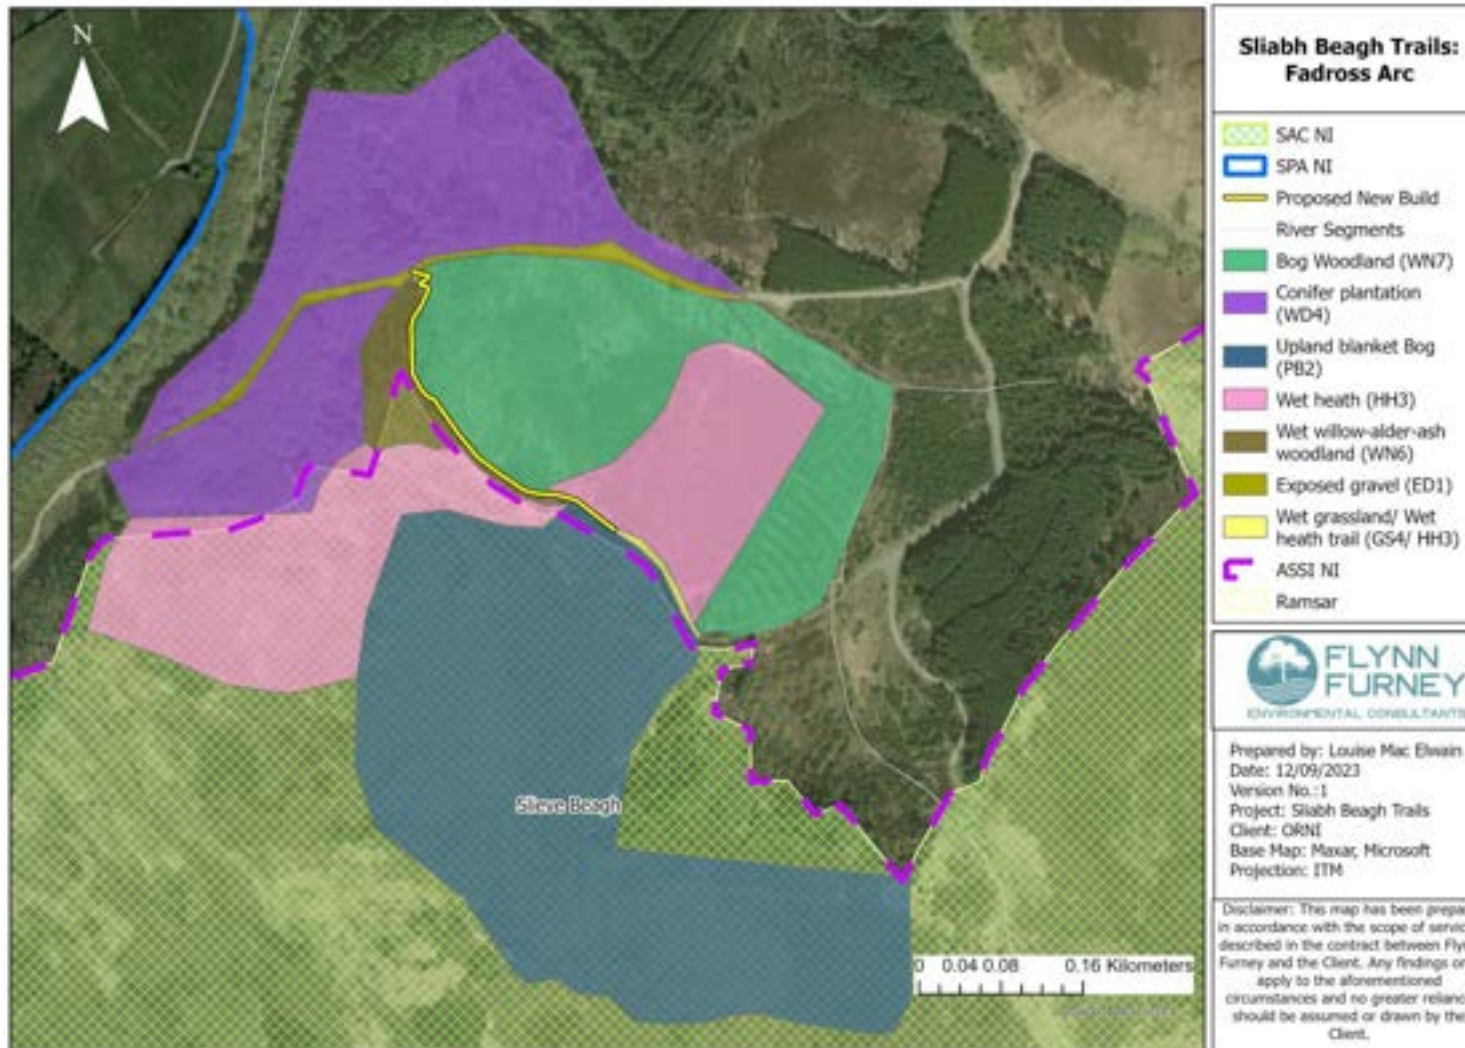 N
Slieve Beagh
0 0.04 0.08 0.16 Kilometers
Sliabh Beagh Trails:
Fadross Arc
SAC NI
SPA NI
Proposed New Build
River Segments
Bog Woodland (WN7)
Conifer plantation
(WD4)
Upland blanket Bog
(PB2)
Wet heath (HH3)
Wet willow-alder-ash
woodland (WN6)
Exposed gravel (ED1)
Wet grassland/ Wet
heath trail (GS4/ HH3)
ASSI NI
Ramsar
FLYNN
FURNEY
ENVIRONMENTAL CONSULTANTS
Prepared by: Louise Mac Elwain
Date: 12/09/2023
Version No.:1
Project: Sliabh Beagh Trails
Client: ORNI
Base Map: Maxar, Microsoft
Projection: ITM
Disclaimer: This map has been prepar
in accordance with the scope of servic
described in the contract between Fly
Furney and the Client. Any findings on
apply to the aforementioned
circumstances and no greater relianc
should be assumed or drawn by the
Client.